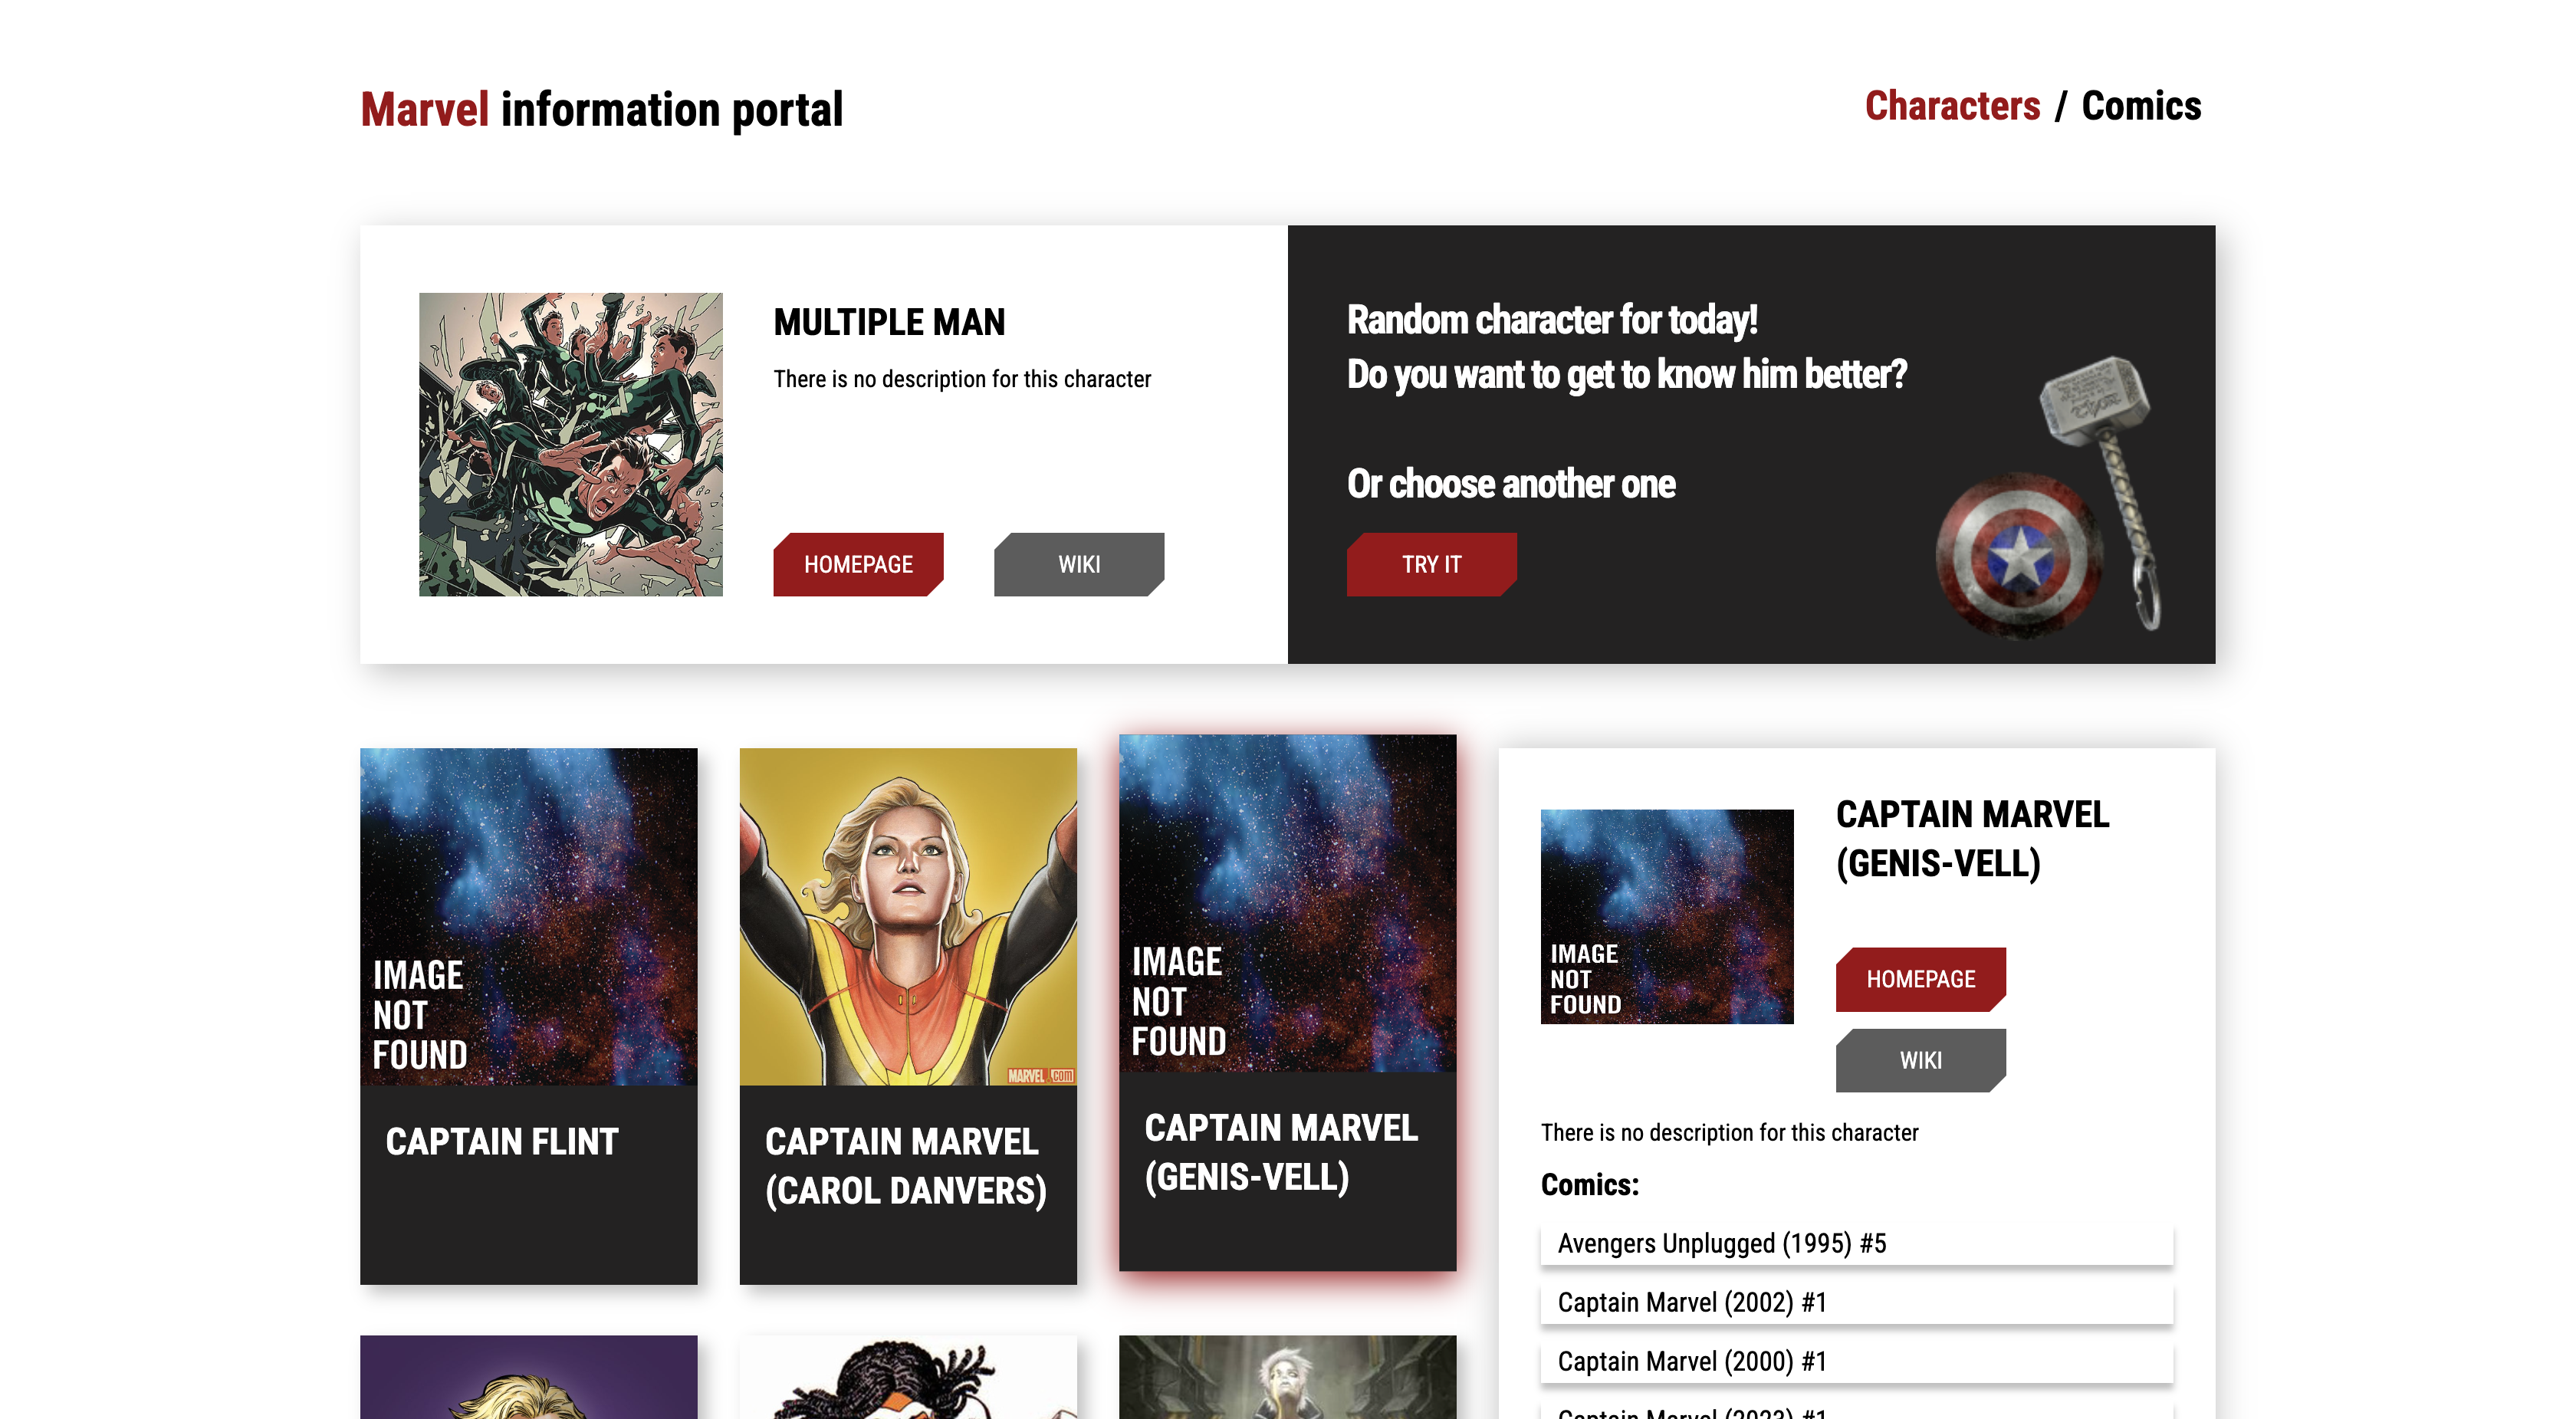 Marvel information portal
Characters / Comics
MULTIPLE MAN
There is no description for this character
HOMEPAGE
WIKI
Random character for today!
Do you want to get to know him better?
Or choose another one
TRY IT
IMAGE
NOT
FOUND
CAPTAIN FLINT
MARVEL.com
CAPTAIN MARVEL
(CAROL DANVERS)
IMAGE
NOT
FOUND
CAPTAIN MARVEL
(GENIS-VELL)
IMAGE
NOT
FOUND
CAPTAIN MARVEL
(GENIS-VELL)
HOMEPAGE
WIKI
There is no description for this character
Comics:
Avengers Unplugged (1995) #5
Captain Marvel (2002) #1
Captain Marvel (2000) #1
Captain Marvel (2023) #1